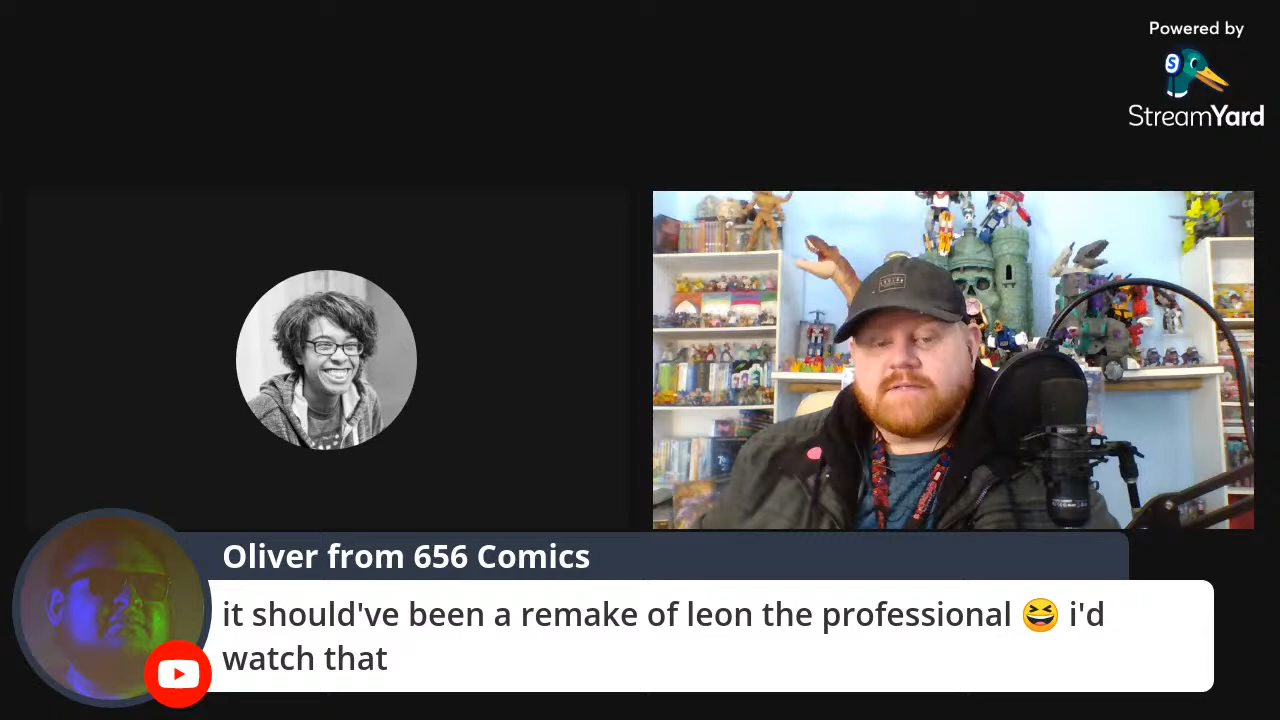 Powered by
StreamYard
Oliver from 656 Comics
it should've been a remake of leon the professional 😆 i'd
watch that